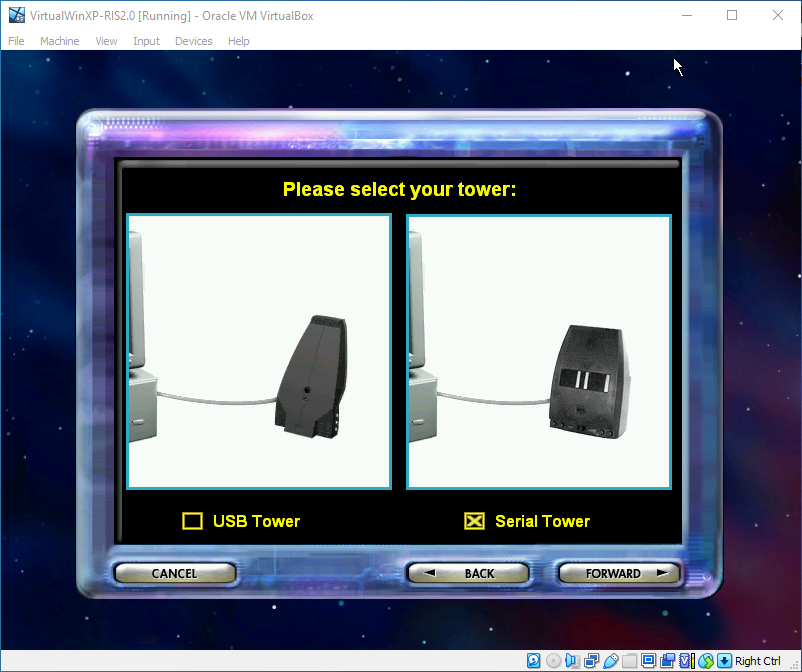 VirtualWinXP-RIS2.0 [Running] - Oracle VM VirtualBox
File Machine View Input Devices Help
Please select your tower:
USB Tower
Serial Tower
CANCEL
BACK
FORWARD
Right Ctrl